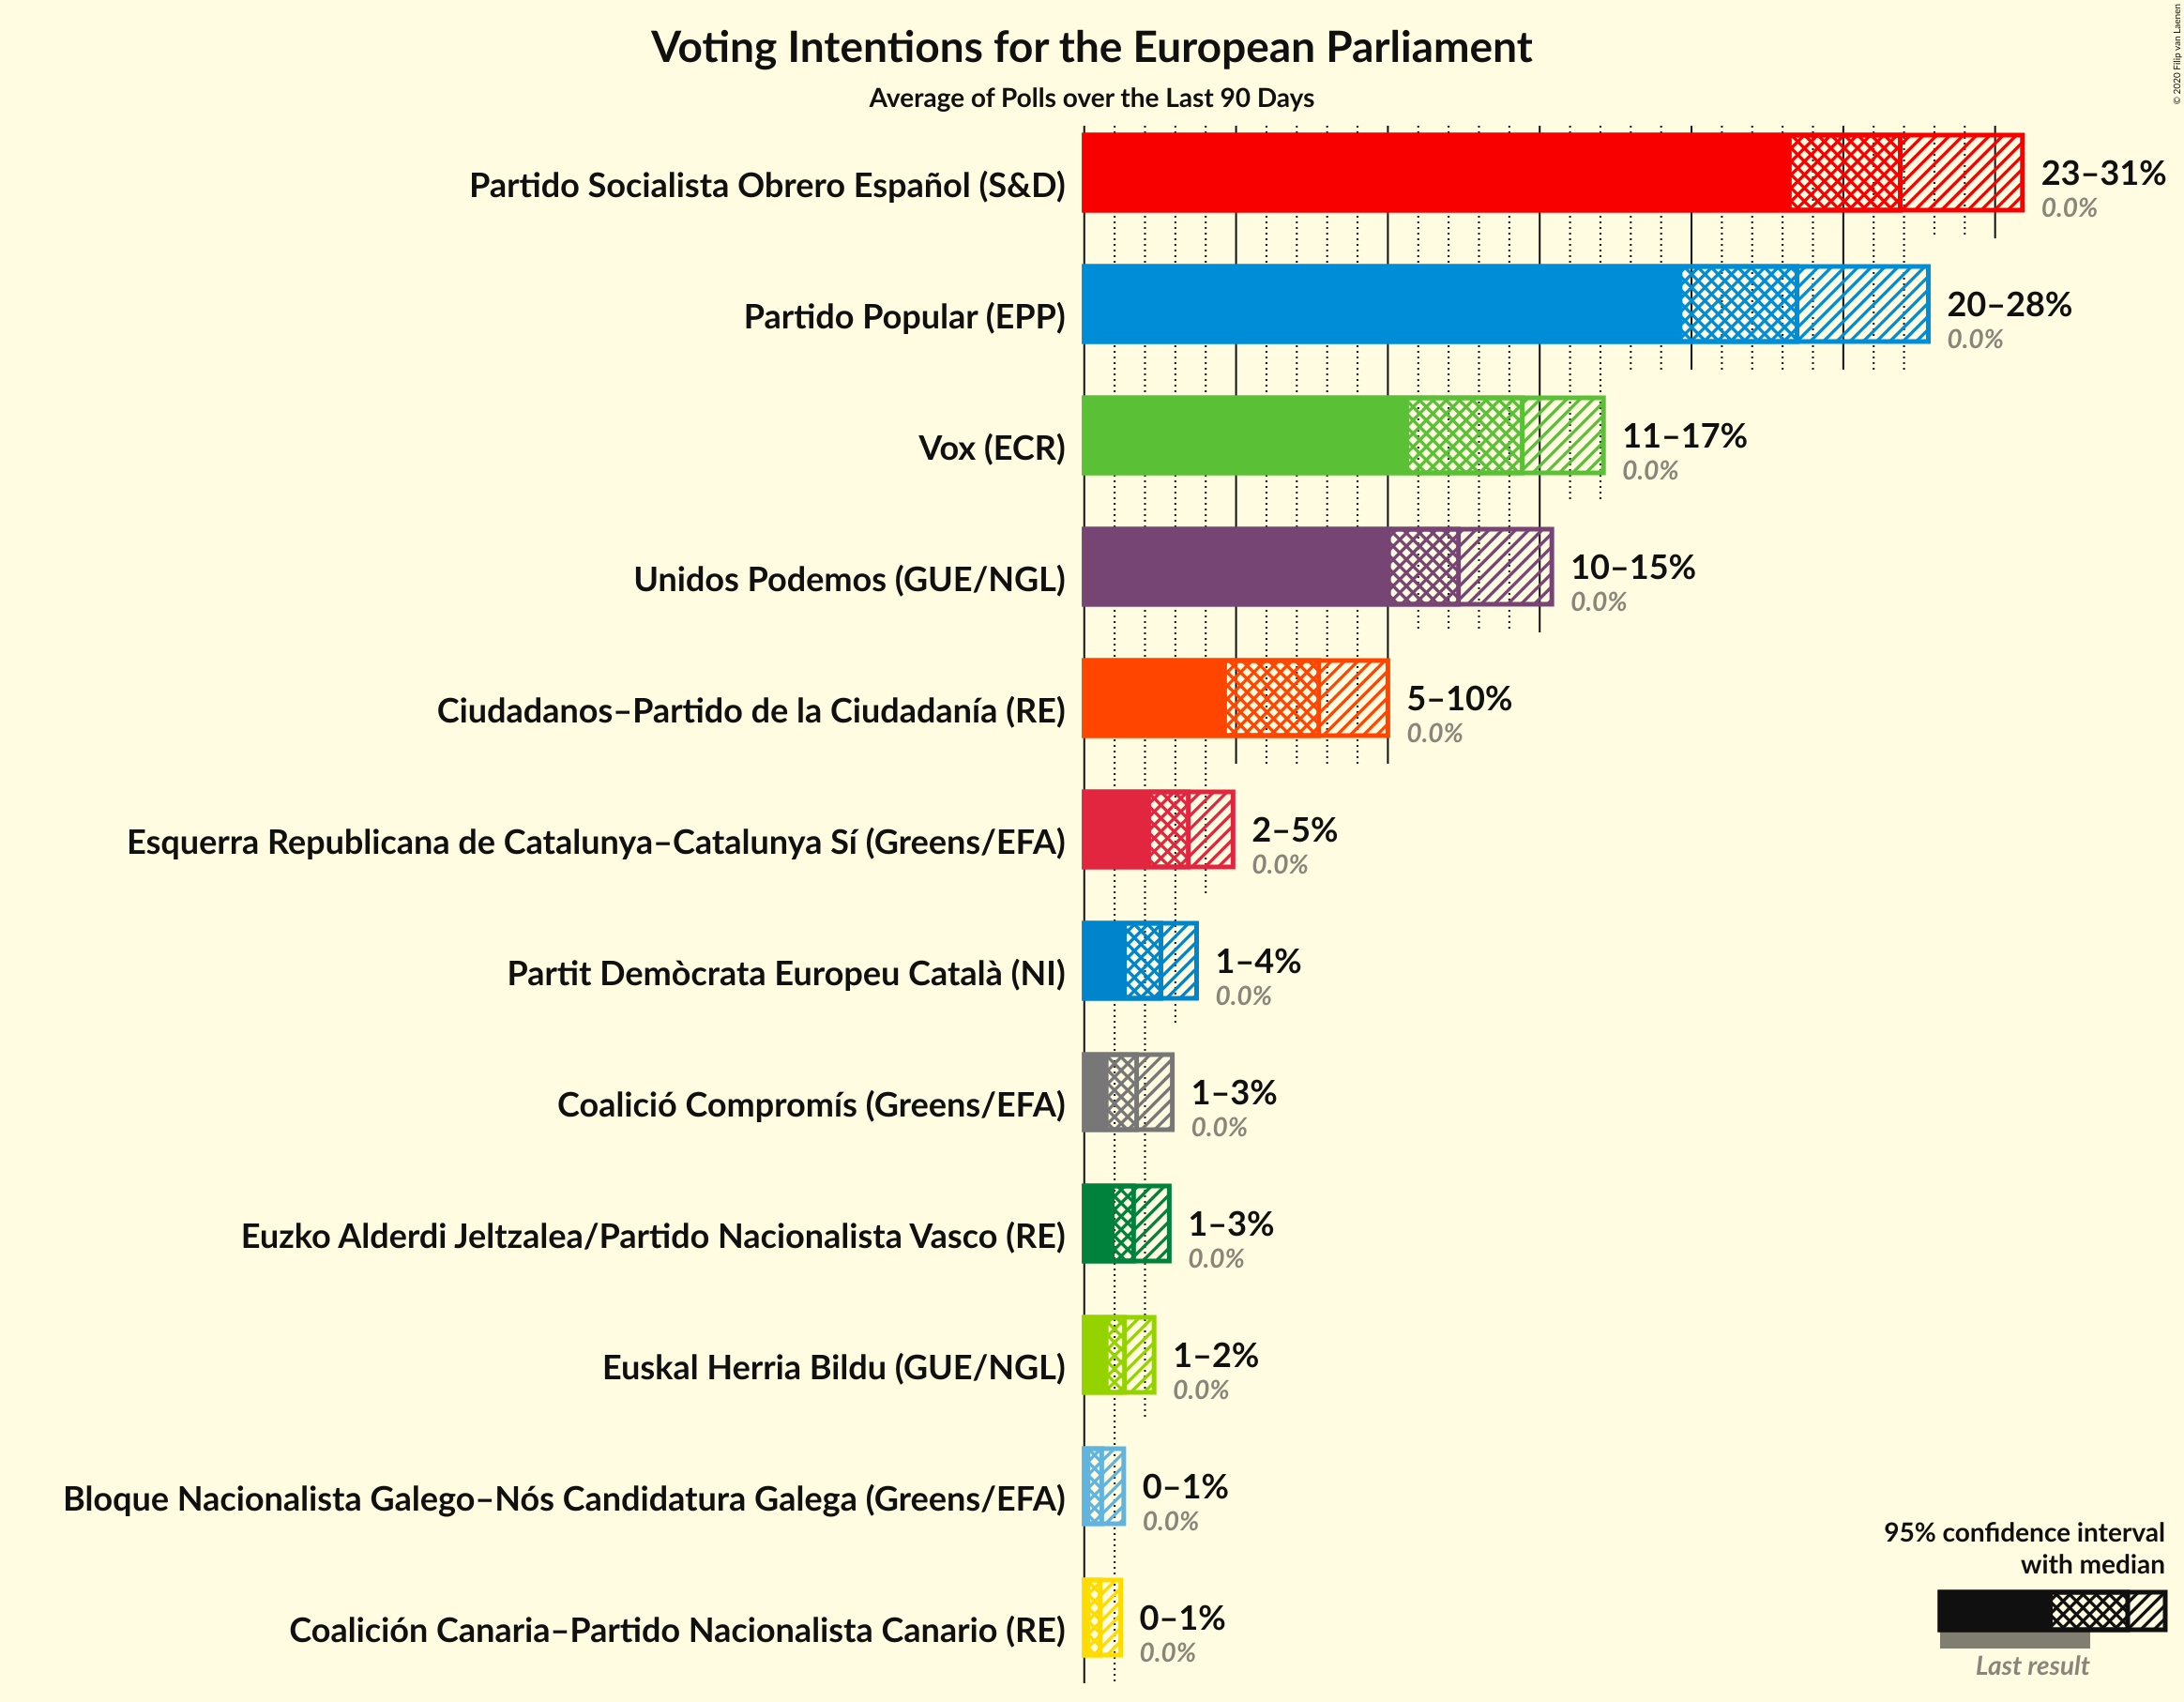 Voting Intentions for the European Parliament
Average of Polls over the Last 90 Days
© 2020 Filip van Laenen
Partido Socialista Obrero Español (S&D)
23–31%
0.0%
Partido Popular (EPP)
20–28%
0.0%
Vox (ECR)
11–17%
0.0%
Unidos Podemos (GUE/NGL)
10–15%
0.0%
Ciudadanos–Partido de la Ciudadanía (RE)
5–10%
0.0%
Esquerra Republicana de Catalunya–Catalunya Sí (Greens/EFA)
2–5%
0.0%
Partit Demòcrata Europeu Català (NI)
1–4%
0.0%
Coalició Compromís (Greens/EFA)
1–3%
0.0%
Euzko Alderdi Jeltzalea/Partido Nacionalista Vasco (RE)
1–3%
0.0%
Euskal Herria Bildu (GUE/NGL)
1–2%
0.0%
Bloque Nacionalista Galego–Nós Candidatura Galega (Greens/EFA)
0–1%
0.0%
Coalición Canaria–Partido Nacionalista Canario (RE)
0–1%
0.0%
95% confidence interval
with median
Last result